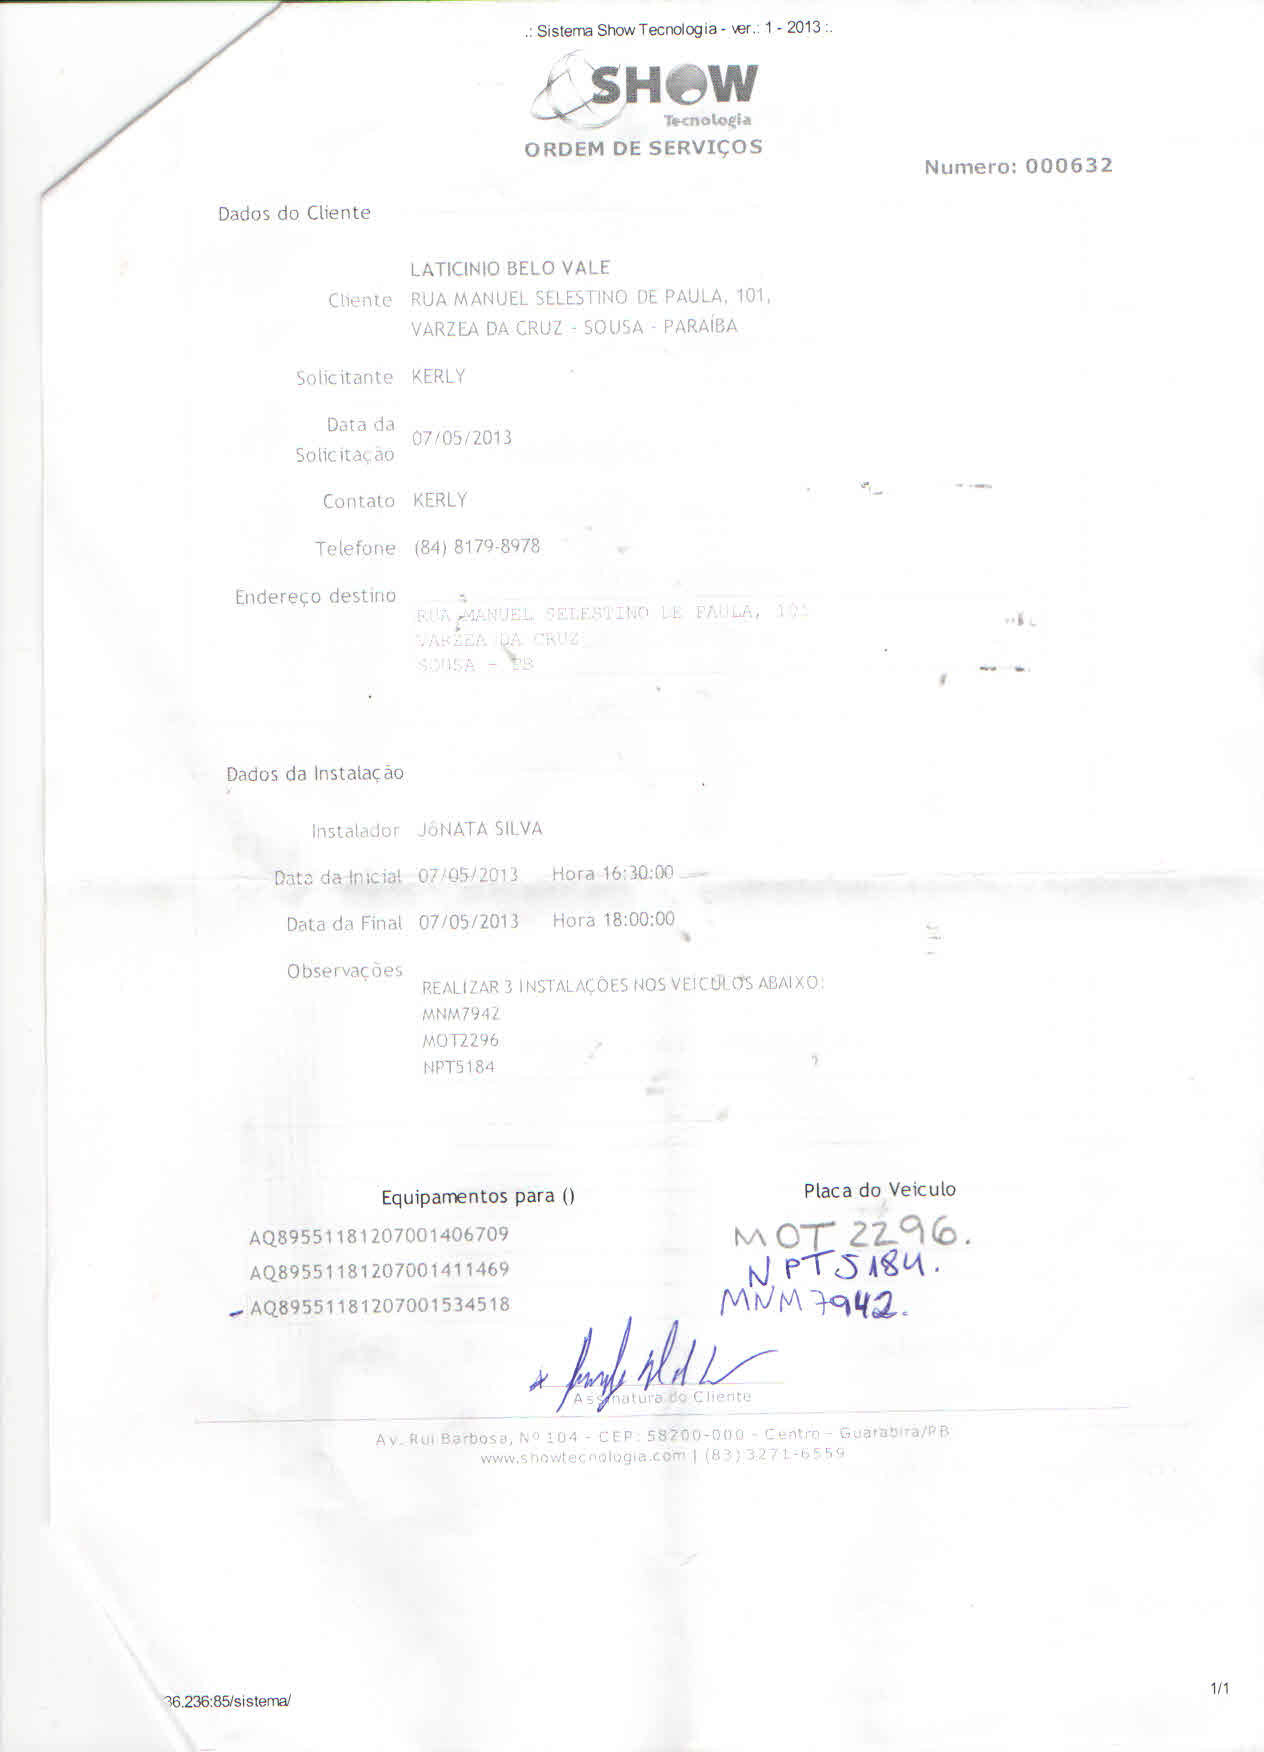 .: Sistema Show Tecnologia - ver.: 1 - 2013 :.
SHOW
Tecnologia
ORDEM DE SERVIÇOS
Numero: 000632
Dados do Cliente
LATICINIO BELO VALE
Cliente RUA MANUEL SELESTINO DE PAULA, 101,
VARZEA DA CRUZ - SOUSA - PARAÍBA
Solicitante KERLY
Data da Solicitação 07/05/2013
Contato KERLY
Telefone (84) 8179-8978
Endereço destino
RUA MANUEL SELESTINO DE PAULA, 101
VARZEA DA CRUZ
SOUSA - PB
Dados da Instalação
Instalador JÔNATA SILVA
Data da Inicial 07/05/2013 Hora 16:30:00
Data da Final 07/05/2013 Hora 18:00:00
Observações
REALIZAR 3 INSTALAÇÕES NOS VEICULOS ABAIXO:
MNM7942
MOT2296
NPT5184
Equipamentos para () Placa do Veiculo
AQ89551181207001406709 MOT 2296.
AQ89551181207001411469 NPT5184.
AQ89551181207001534518 MNM7942.
Assinatura do Cliente
Av. Rui Barbosa, Nº 104 - CEP: 58200-000 - Centro - Guarabira/PB
www.showtecnologia.com | (83) 3271-6559
36.236:85/sistema/
1/1